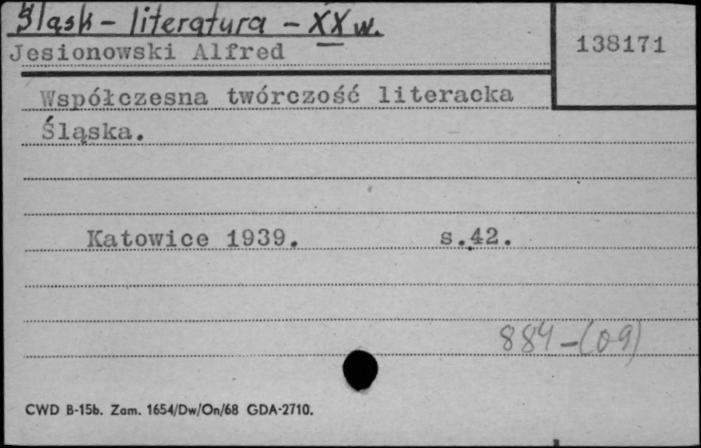 Śląsk - literatura - XX w.
Jesionowski Alfred
138171
Współczesna twórczość literacka
Śląska.
Katowice 1939. s.42.
884-(09)
CWD B-15b. Zam. 1654/Dw/On/68 GDA-2710.